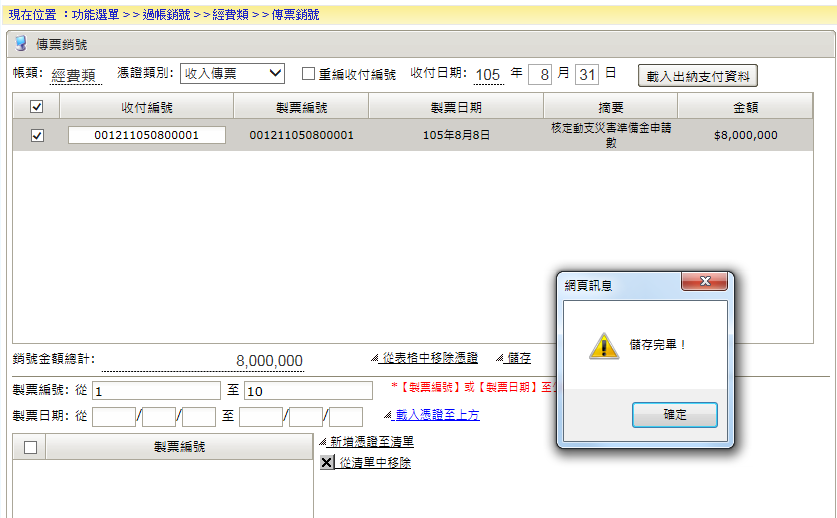 現在位置 ：功能選單>>過帳銷號>>經費類>>傳票銷號
傳票銷號
帳類: 經費類 憑證類別: 收入傳票 重編收付編號 收付日期: 105 年 8 月 31 日 載入出納支付資料
收付編號 製票編號 製票日期 摘要 金額
001211050800001 001211050800001 105年8月8日 核定動支災害準備金申請
數 $8,000,000
網頁訊息
儲存完畢！
確定
銷號金額總計: 8,000,000 從表格中移除憑證 儲存
製票編號: 從 1 至 10 *【製票編號】或【製票日期】至
製票日期: 從 / / 至 / / 載入憑證至上方
製票編號 新增憑證至清單
從清單中移除